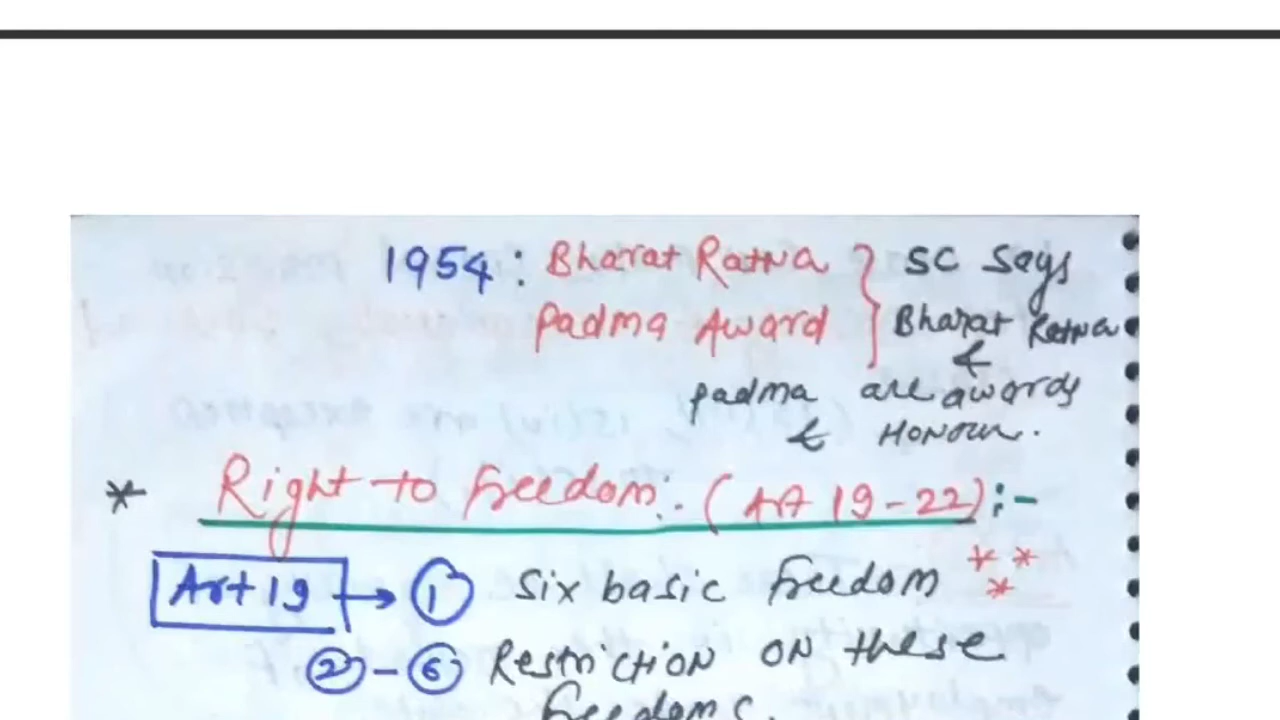 1954: Bharat Ratna } SC Says
Padma Award } Bharat Ratna
&
padma are awards
& Honour.
* Right to freedom: (Art 19-22):-
Art 19 → ① Six basic freedom ***
②-⑥ Restriction on these
freedoms.